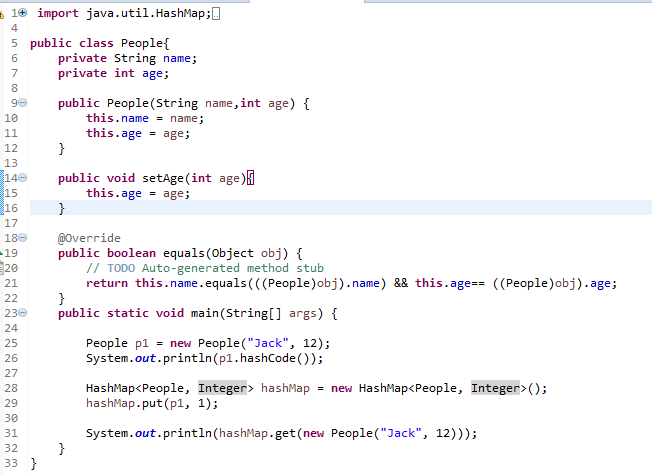 1 import java.util.HashMap;
4
5 public class People{
6 private String name;
7 private int age;
8
9 public People(String name,int age) {
10 this.name = name;
11 this.age = age;
12 }
13
14 public void setAge(int age){
15 this.age = age;
16 }
17
18 @Override
19 public boolean equals(Object obj) {
20 // TODO Auto-generated method stub
21 return this.name.equals(((People)obj).name) && this.age== ((People)obj).age;
22 }
23 public static void main(String[] args) {
24
25 People p1 = new People("Jack", 12);
26 System.out.println(p1.hashCode());
27
28 HashMap<People, Integer> hashMap = new HashMap<People, Integer>();
29 hashMap.put(p1, 1);
30
31 System.out.println(hashMap.get(new People("Jack", 12)));
32 }
33 }